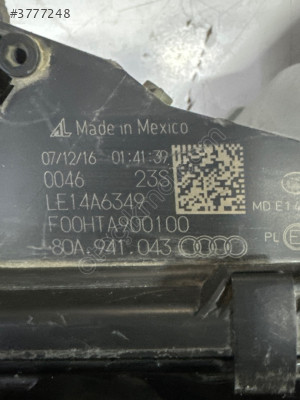 #3777248
Made in Mexico
07/12/16 01:41:39
0046 23S
LE14A6349
MD E14
F00HTA900100
80A.941.043
PL E